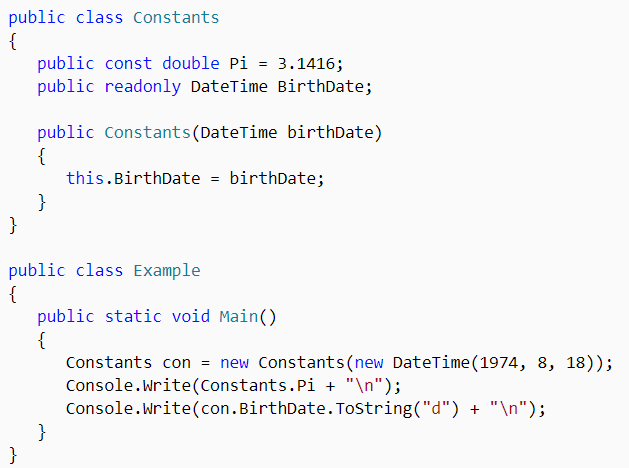 public class Constants
{
    public const double Pi = 3.1416;
    public readonly DateTime BirthDate;

    public Constants(DateTime birthDate)
    {
        this.BirthDate = birthDate;
    }
}

public class Example
{
    public static void Main()
    {
        Constants con = new Constants(new DateTime(1974, 8, 18));
        Console.Write(Constants.Pi + "\n");
        Console.Write(con.BirthDate.ToString("d") + "\n");
    }
}